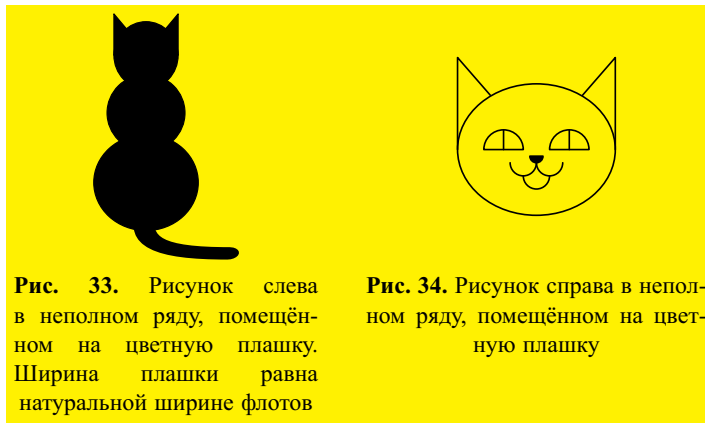 Рис. 33. Рисунок слева
в неполном ряду, помещён-
ном на цветную плашку.
Ширина плашки равна
натуральной ширине флотов
Рис. 34. Рисунок справа в непол-
ном ряду, помещённом на цвет-
ную плашку